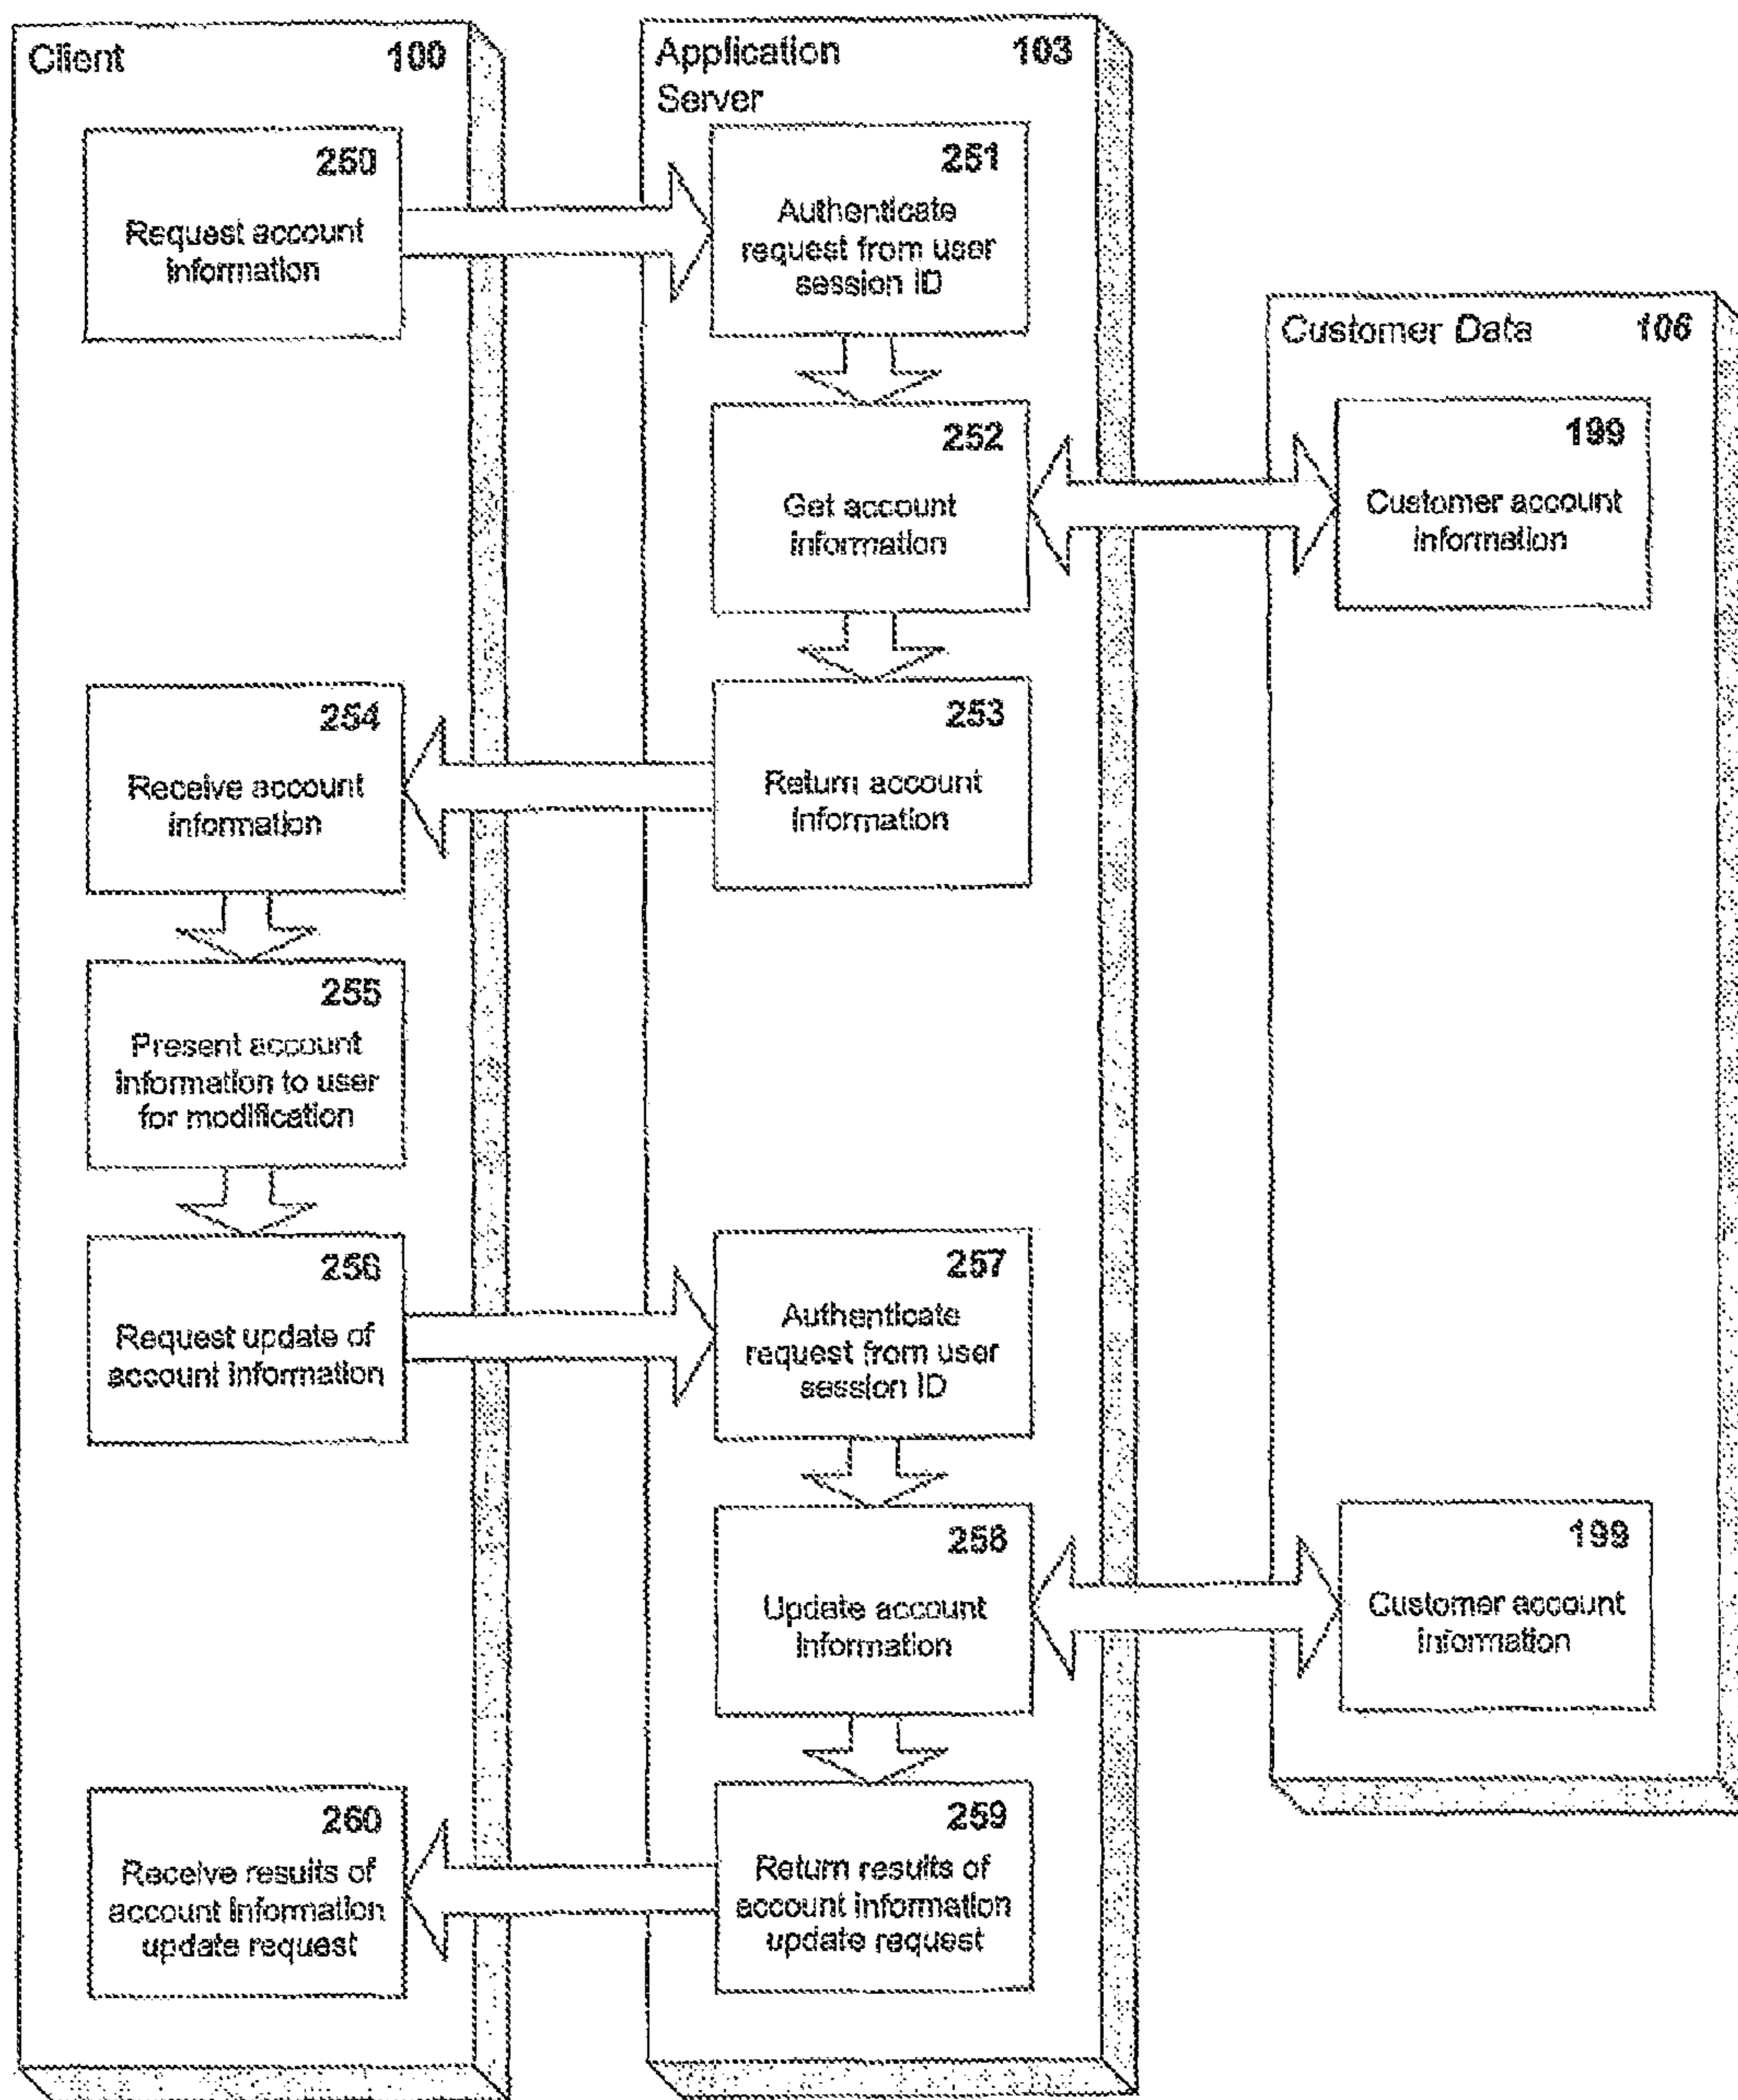 Client 100
Application 103
Server
250
Request account
information
251
Authenticate
request from user
session ID
Customer Data 106
252
Get account
information
199
Customer account
information
254
Receive account
information
253
Return account
information
255
Present account
information to user
for modification
256
Request update of
account information
257
Authenticate
request from user
session ID
258
Update account
information
199
Customer account
information
260
Receive results of
account information
update request
259
Return results of
account information
update request